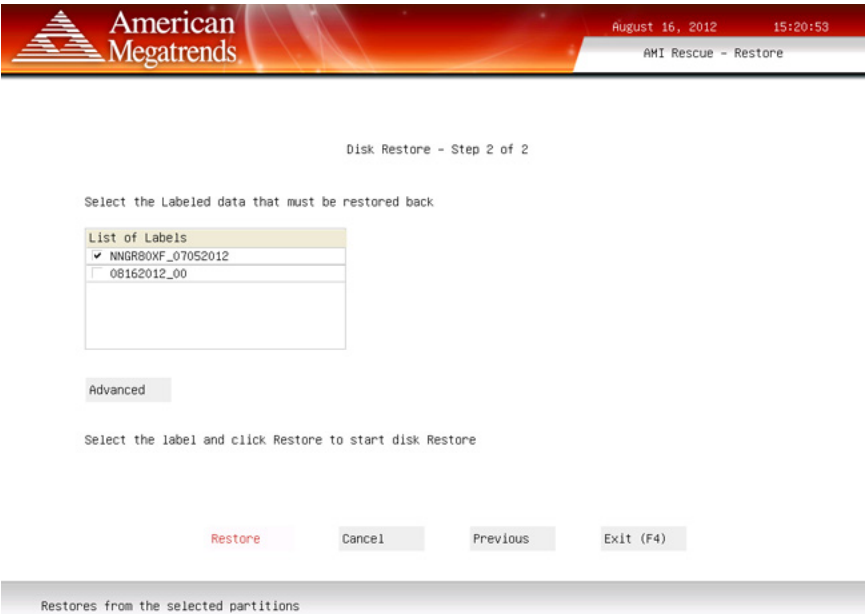 American
Megatrends
August 16, 2012 15:20:53
AMI Rescue - Restore
Disk Restore - Step 2 of 2
Select the Labeled data that must be restored back
List of Labels
NNGR80XF_07052012
08162012_00
Advanced
Select the label and click Restore to start disk Restore
Restore Cancel Previous Exit (F4)
Restores from the selected partitions